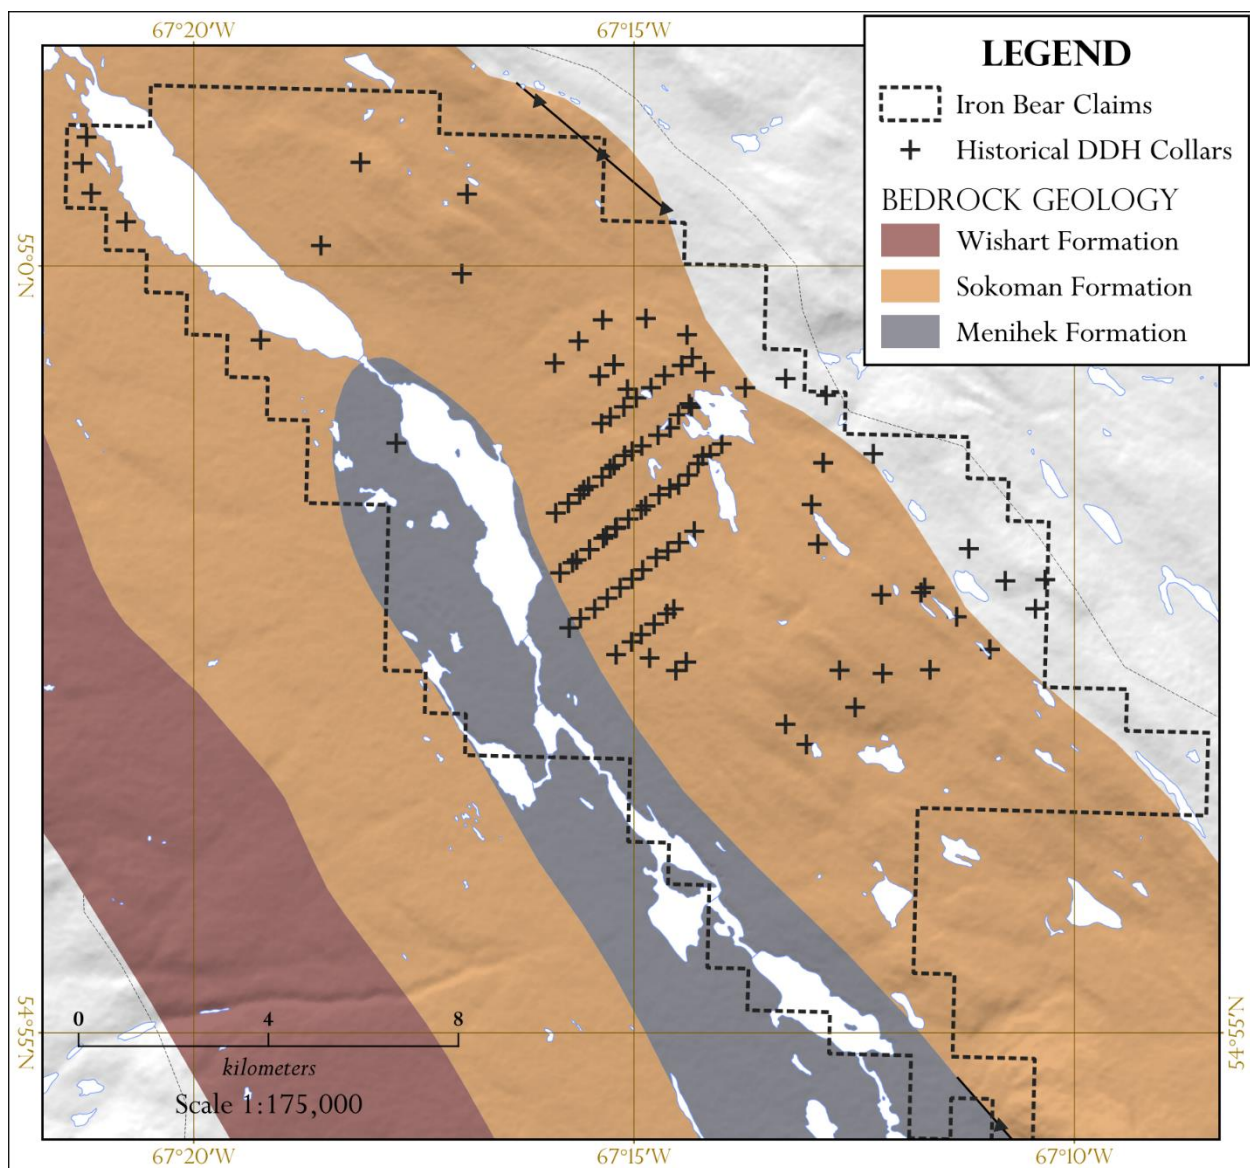 67°20'W
67°15'W
LEGEND
Iron Bear Claims
Historical DDH Collars
BEDROCK GEOLOGY
Wishart Formation
Sokoman Formation
Menihek Formation
55°0'N
54°55'N
54°55'N
0 4 8
kilometers
Scale 1:175,000
67°20'W
67°15'W
67°10'W